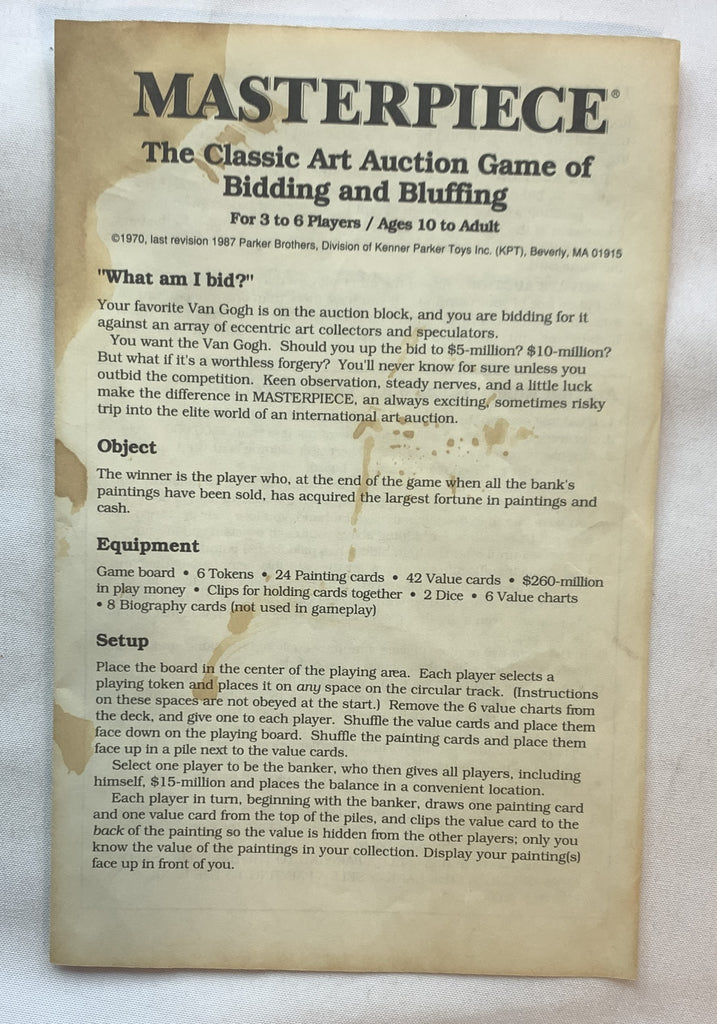 MASTERPIECE®
The Classic Art Auction Game of
Bidding and Bluffing
For 3 to 6 Players / Ages 10 to Adult
©1970, last revision 1987 Parker Brothers, Division of Kenner Parker Toys Inc. (KPT), Beverly, MA 01915
"What am I bid?"
Your favorite Van Gogh is on the auction block, and you are bidding for it
against an array of eccentric art collectors and speculators.
You want the Van Gogh. Should you up the bid to $5-million? $10-million?
But what if it's a worthless forgery? You'll never know for sure unless you
outbid the competition. Keen observation, steady nerves, and a little luck
make the difference in MASTERPIECE, an always exciting, sometimes risky
trip into the elite world of an international art auction.
Object
The winner is the player who, at the end of the game when all the bank's
paintings have been sold, has acquired the largest fortune in paintings and
cash.
Equipment
Game board • 6 Tokens • 24 Painting cards • 42 Value cards • $260-million
in play money • Clips for holding cards together • 2 Dice • 6 Value charts
• 8 Biography cards (not used in gameplay)
Setup
Place the board in the center of the playing area. Each player selects a
playing token and places it on any space on the circular track. (Instructions
on these spaces are not obeyed at the start.) Remove the 6 value charts from
the deck, and give one to each player. Shuffle the value cards and place them
face down on the playing board. Shuffle the painting cards and place them
face up in a pile next to the value cards.
Select one player to be the banker, who then gives all players, including
himself, $15-million and places the balance in a convenient location.
Each player in turn, beginning with the banker, draws one painting card
and one value card from the top of the piles, and clips the value card to the
back of the painting so the value is hidden from the other players; only you
know the value of the paintings in your collection. Display your painting(s)
face up in front of you.